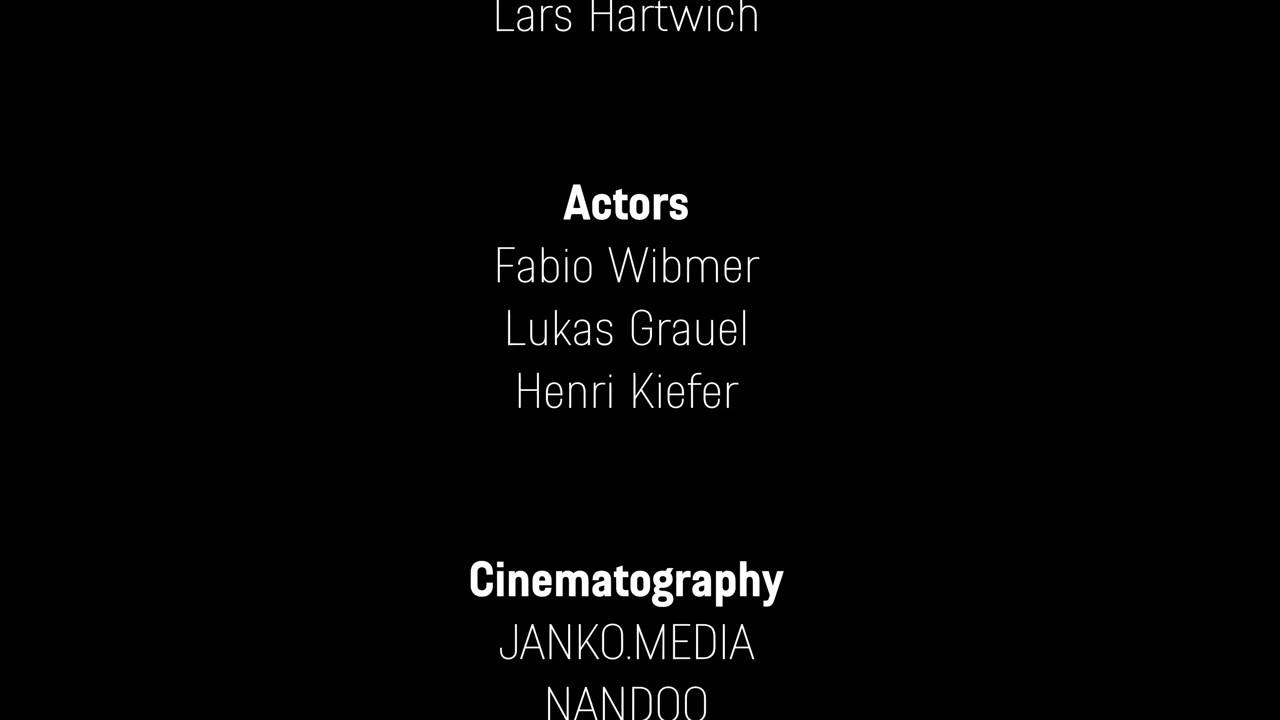 Lars Hartwich
Actors
Fabio Wibmer
Lukas Grauel
Henri Kiefer
Cinematography
JANKO.MEDIA
NANDOO